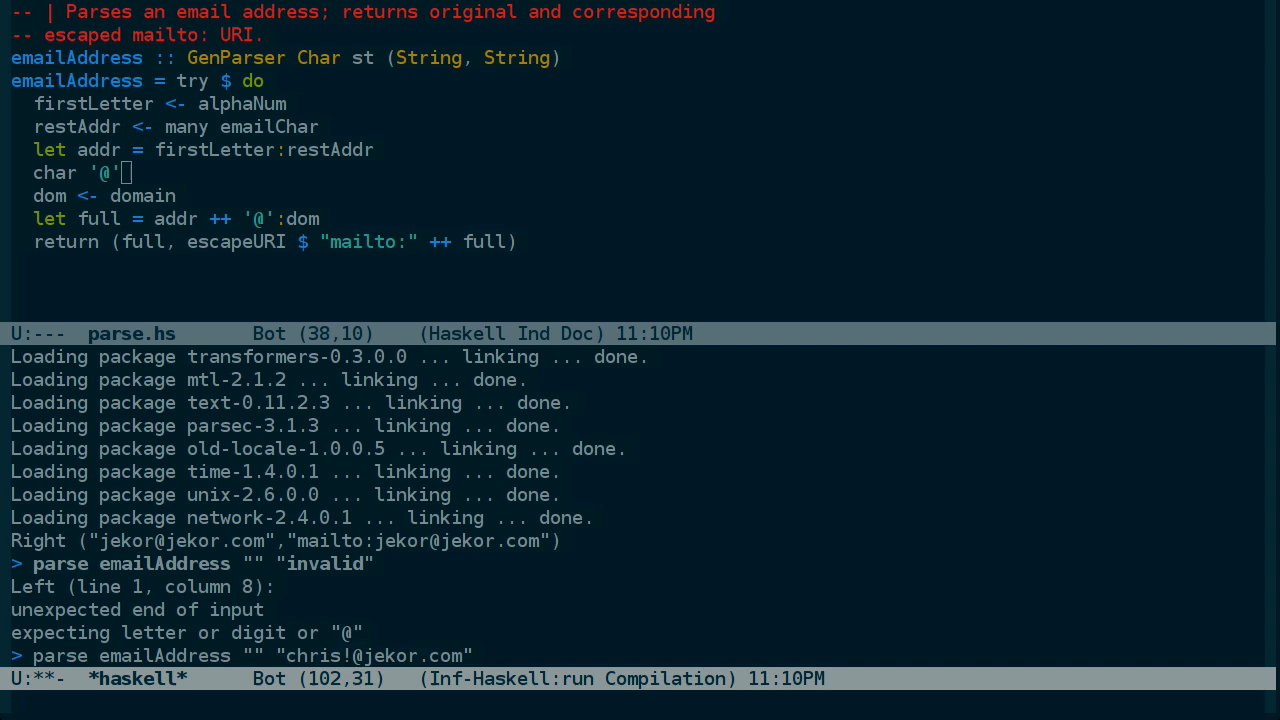 -- | Parses an email address; returns original and corresponding
-- escaped mailto: URI.
emailAddress :: GenParser Char st (String, String)
emailAddress = try $ do
  firstLetter <- alphaNum
  restAddr <- many emailChar
  let addr = firstLetter:restAddr
  char '@'
  dom <- domain
  let full = addr ++ '@':dom
  return (full, escapeURI $ "mailto:" ++ full)
U:---  parse.hs       Bot (38,10)    (Haskell Ind Doc) 11:10PM
Loading package transformers-0.3.0.0 ... linking ... done.
Loading package mtl-2.1.2 ... linking ... done.
Loading package text-0.11.2.3 ... linking ... done.
Loading package parsec-3.1.3 ... linking ... done.
Loading package old-locale-1.0.0.5 ... linking ... done.
Loading package time-1.4.0.1 ... linking ... done.
Loading package unix-2.6.0.0 ... linking ... done.
Loading package network-2.4.0.1 ... linking ... done.
Right ("jekor@jekor.com","mailto:jekor@jekor.com")
> parse emailAddress "" "invalid"
Left (line 1, column 8):
unexpected end of input
expecting letter or digit or "@"
> parse emailAddress "" "chris!@jekor.com"
U:**-  *haskell*      Bot (102,31)   (Inf-Haskell:run Compilation) 11:10PM